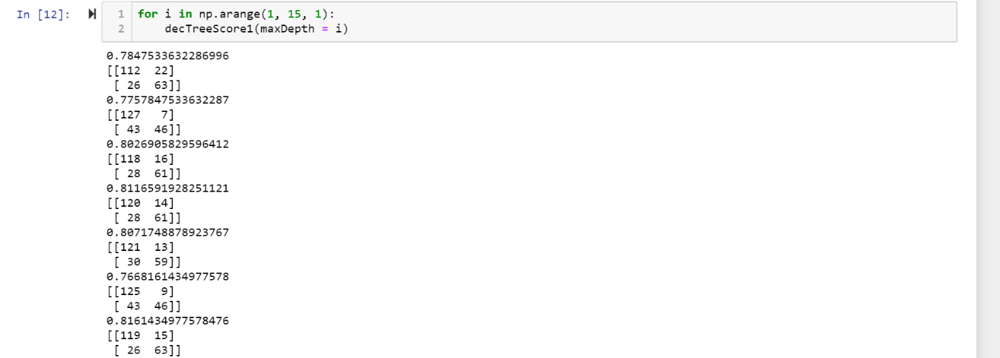 In [12]:
1 for i in np.arange(1, 15, 1):
2     decTreeScore1(maxDepth = i)
0.7847533632286996
[[112  22]
 [ 26  63]]
0.7757847533632287
[[127   7]
 [ 43  46]]
0.8026905829596412
[[118  16]
 [ 28  61]]
0.8116591928251121
[[120  14]
 [ 28  61]]
0.8071748878923767
[[121  13]
 [ 30  59]]
0.7668161434977578
[[125   9]
 [ 43  46]]
0.8161434977578476
[[119  15]
 [ 26  63]]